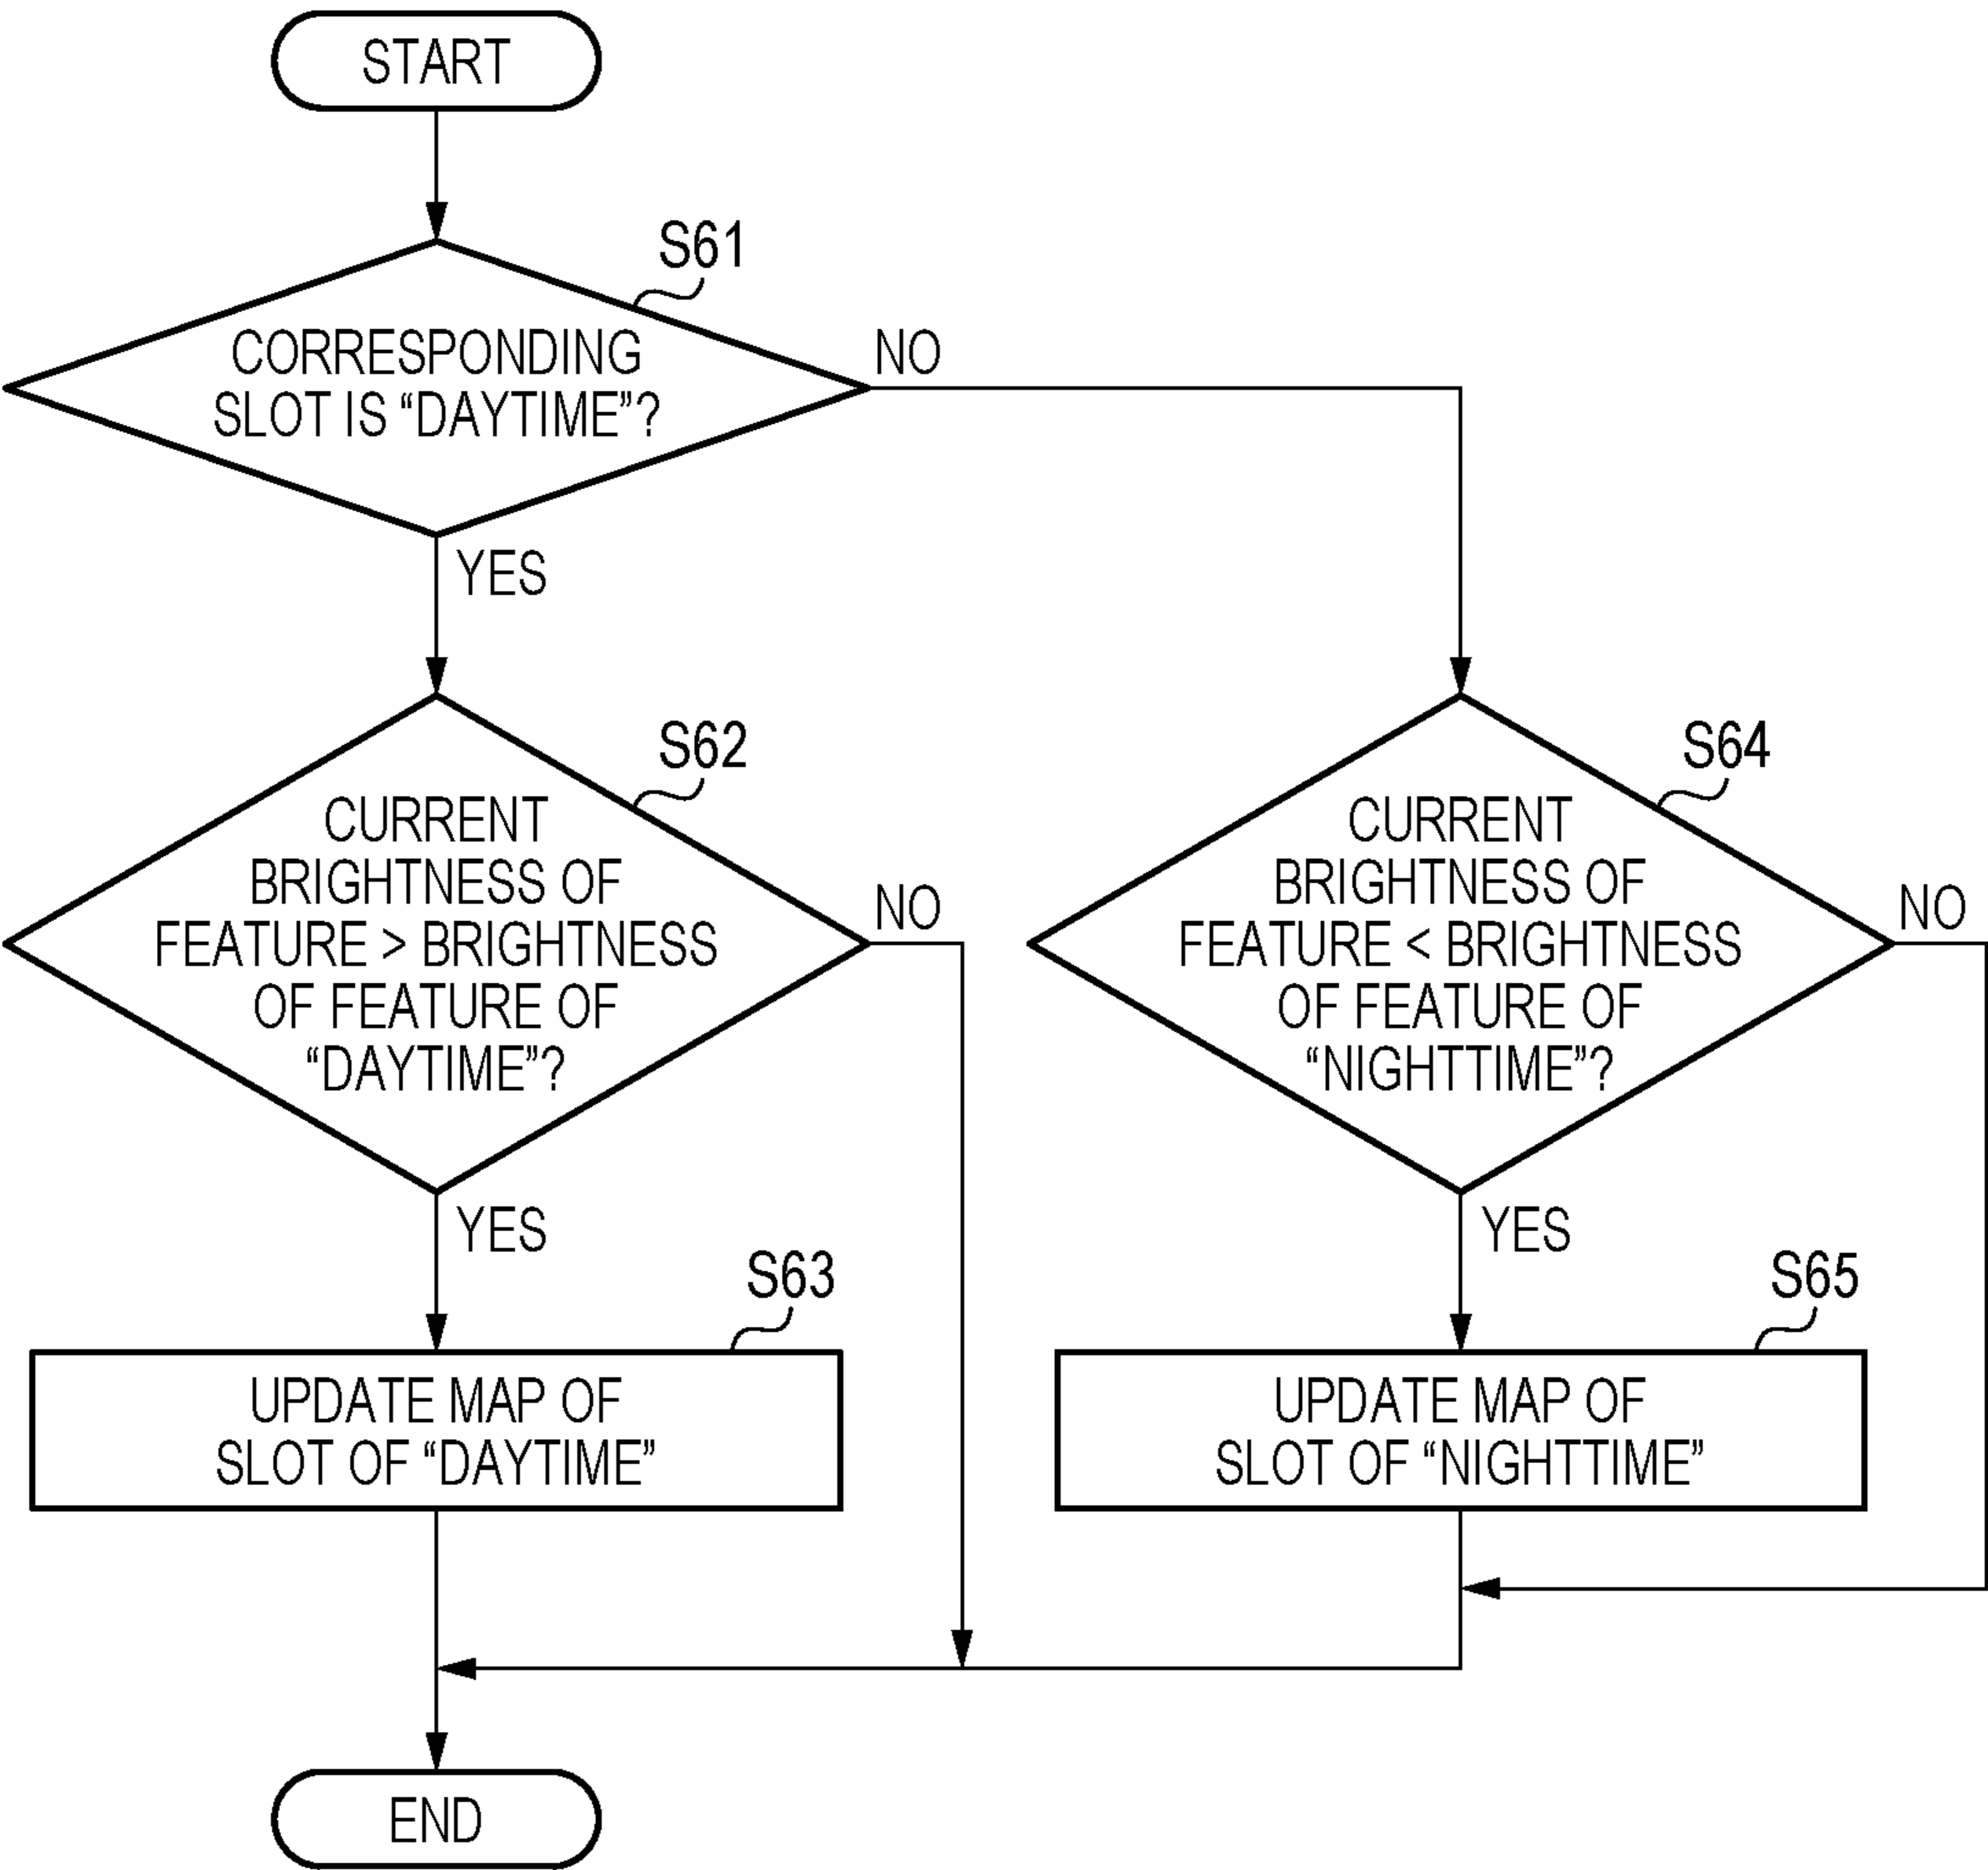 START
S61
CORRESPONDING
SLOT IS “DAYTIME”?
NO
YES
S62
CURRENT
BRIGHTNESS OF
FEATURE > BRIGHTNESS
OF FEATURE OF
“DAYTIME”?
NO
YES
S64
CURRENT
BRIGHTNESS OF
FEATURE < BRIGHTNESS
OF FEATURE OF
“NIGHTTIME”?
NO
YES
S63
UPDATE MAP OF
SLOT OF “DAYTIME”
S65
UPDATE MAP OF
SLOT OF “NIGHTTIME”
END